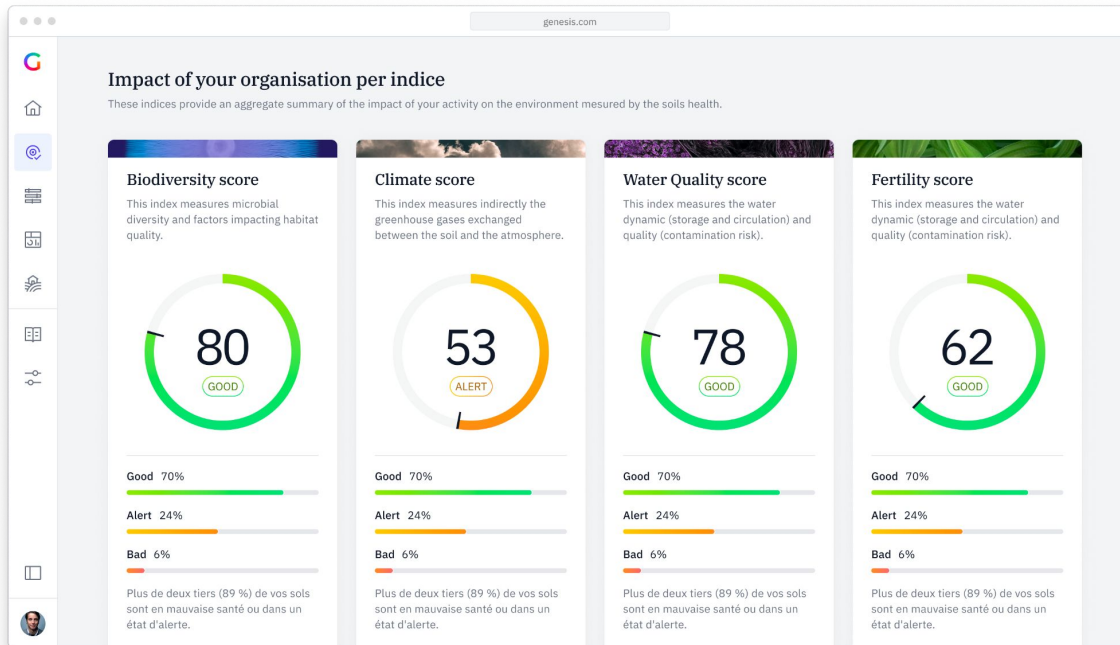 genesis.com
Impact of your organisation per indice
These indices provide an aggregate summary of the impact of your activity on the environment mesured by the soils health.
Biodiversity score
This index measures microbial
diversity and factors impacting habitat
quality.
80
GOOD
Good 70%
Alert 24%
Bad 6%
Plus de deux tiers (89 %) de vos sols
sont en mauvaise santé ou dans un
état d'alerte.
Climate score
This index measures indirectly the
greenhouse gases exchanged
between the soil and the atmosphere.
53
ALERT
Good 70%
Alert 24%
Bad 6%
Plus de deux tiers (89 %) de vos sols
sont en mauvaise santé ou dans un
état d'alerte.
Water Quality score
This index measures the water
dynamic (storage and circulation) and
quality (contamination risk).
78
GOOD
Good 70%
Alert 24%
Bad 6%
Plus de deux tiers (89 %) de vos sols
sont en mauvaise santé ou dans un
état d'alerte.
Fertility score
This index measures the water
dynamic (storage and circulation) and
quality (contamination risk).
62
GOOD
Good 70%
Alert 24%
Bad 6%
Plus de deux tiers (89 %) de vos sols
sont en mauvaise santé ou dans un
état d'alerte.